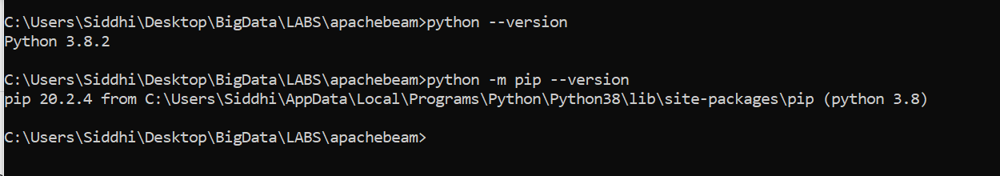 C:\Users\Siddhi\Desktop\BigData\LABS\apachebeam>python --version
Python 3.8.2
C:\Users\Siddhi\Desktop\BigData\LABS\apachebeam>python -m pip --version
pip 20.2.4 from C:\Users\Siddhi\AppData\Local\Programs\Python\Python38\lib\site-packages\pip (python 3.8)
C:\Users\Siddhi\Desktop\BigData\LABS\apachebeam>